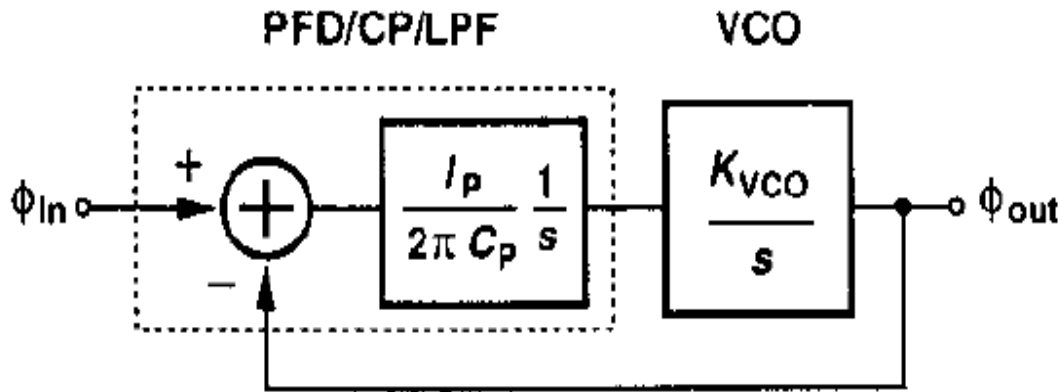 PFD/CP/LPF VCO
+
ϕIn
+
IP
2π CP
1
s
KVCO
s
ϕout
−